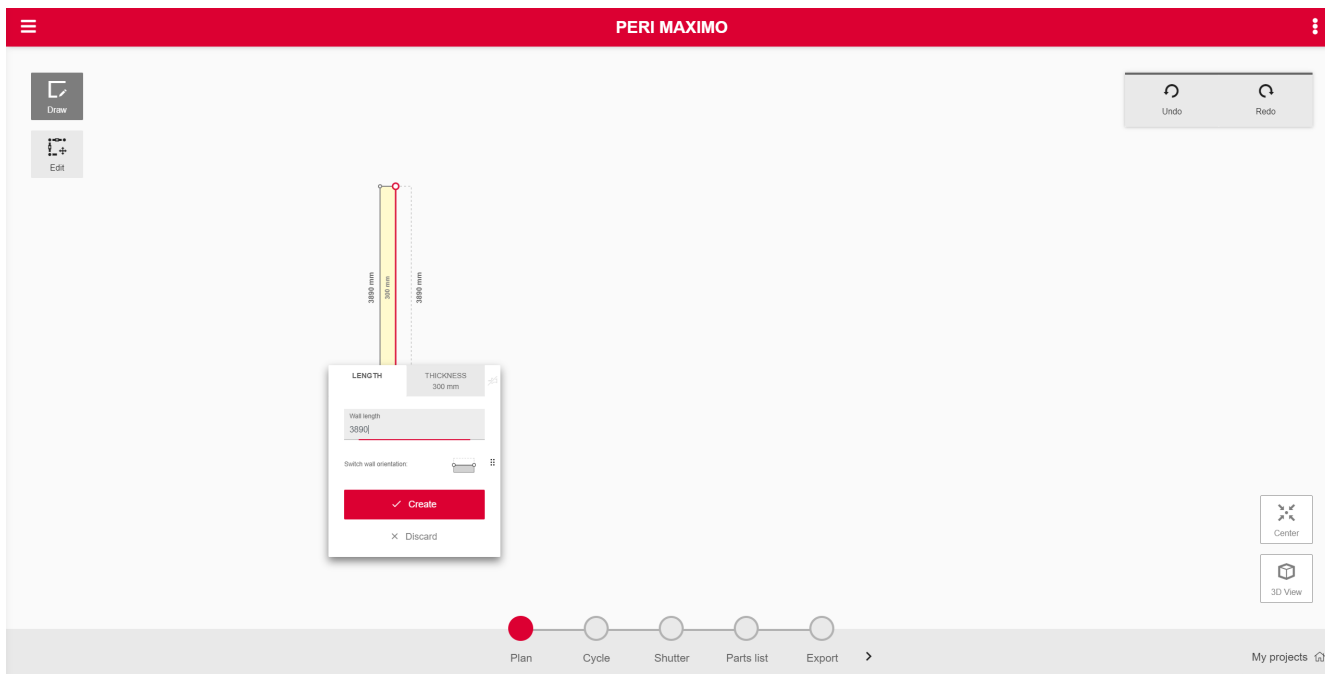 PERI MAXIMO
Draw
Edit
Undo
Redo
3890 mm
300 mm
3890 mm
LENGTH
THICKNESS
300 mm
Wall length
3890
Switch wall orientation:
Create
Discard
Center
3D View
Plan
Cycle
Shutter
Parts list
Export
My projects